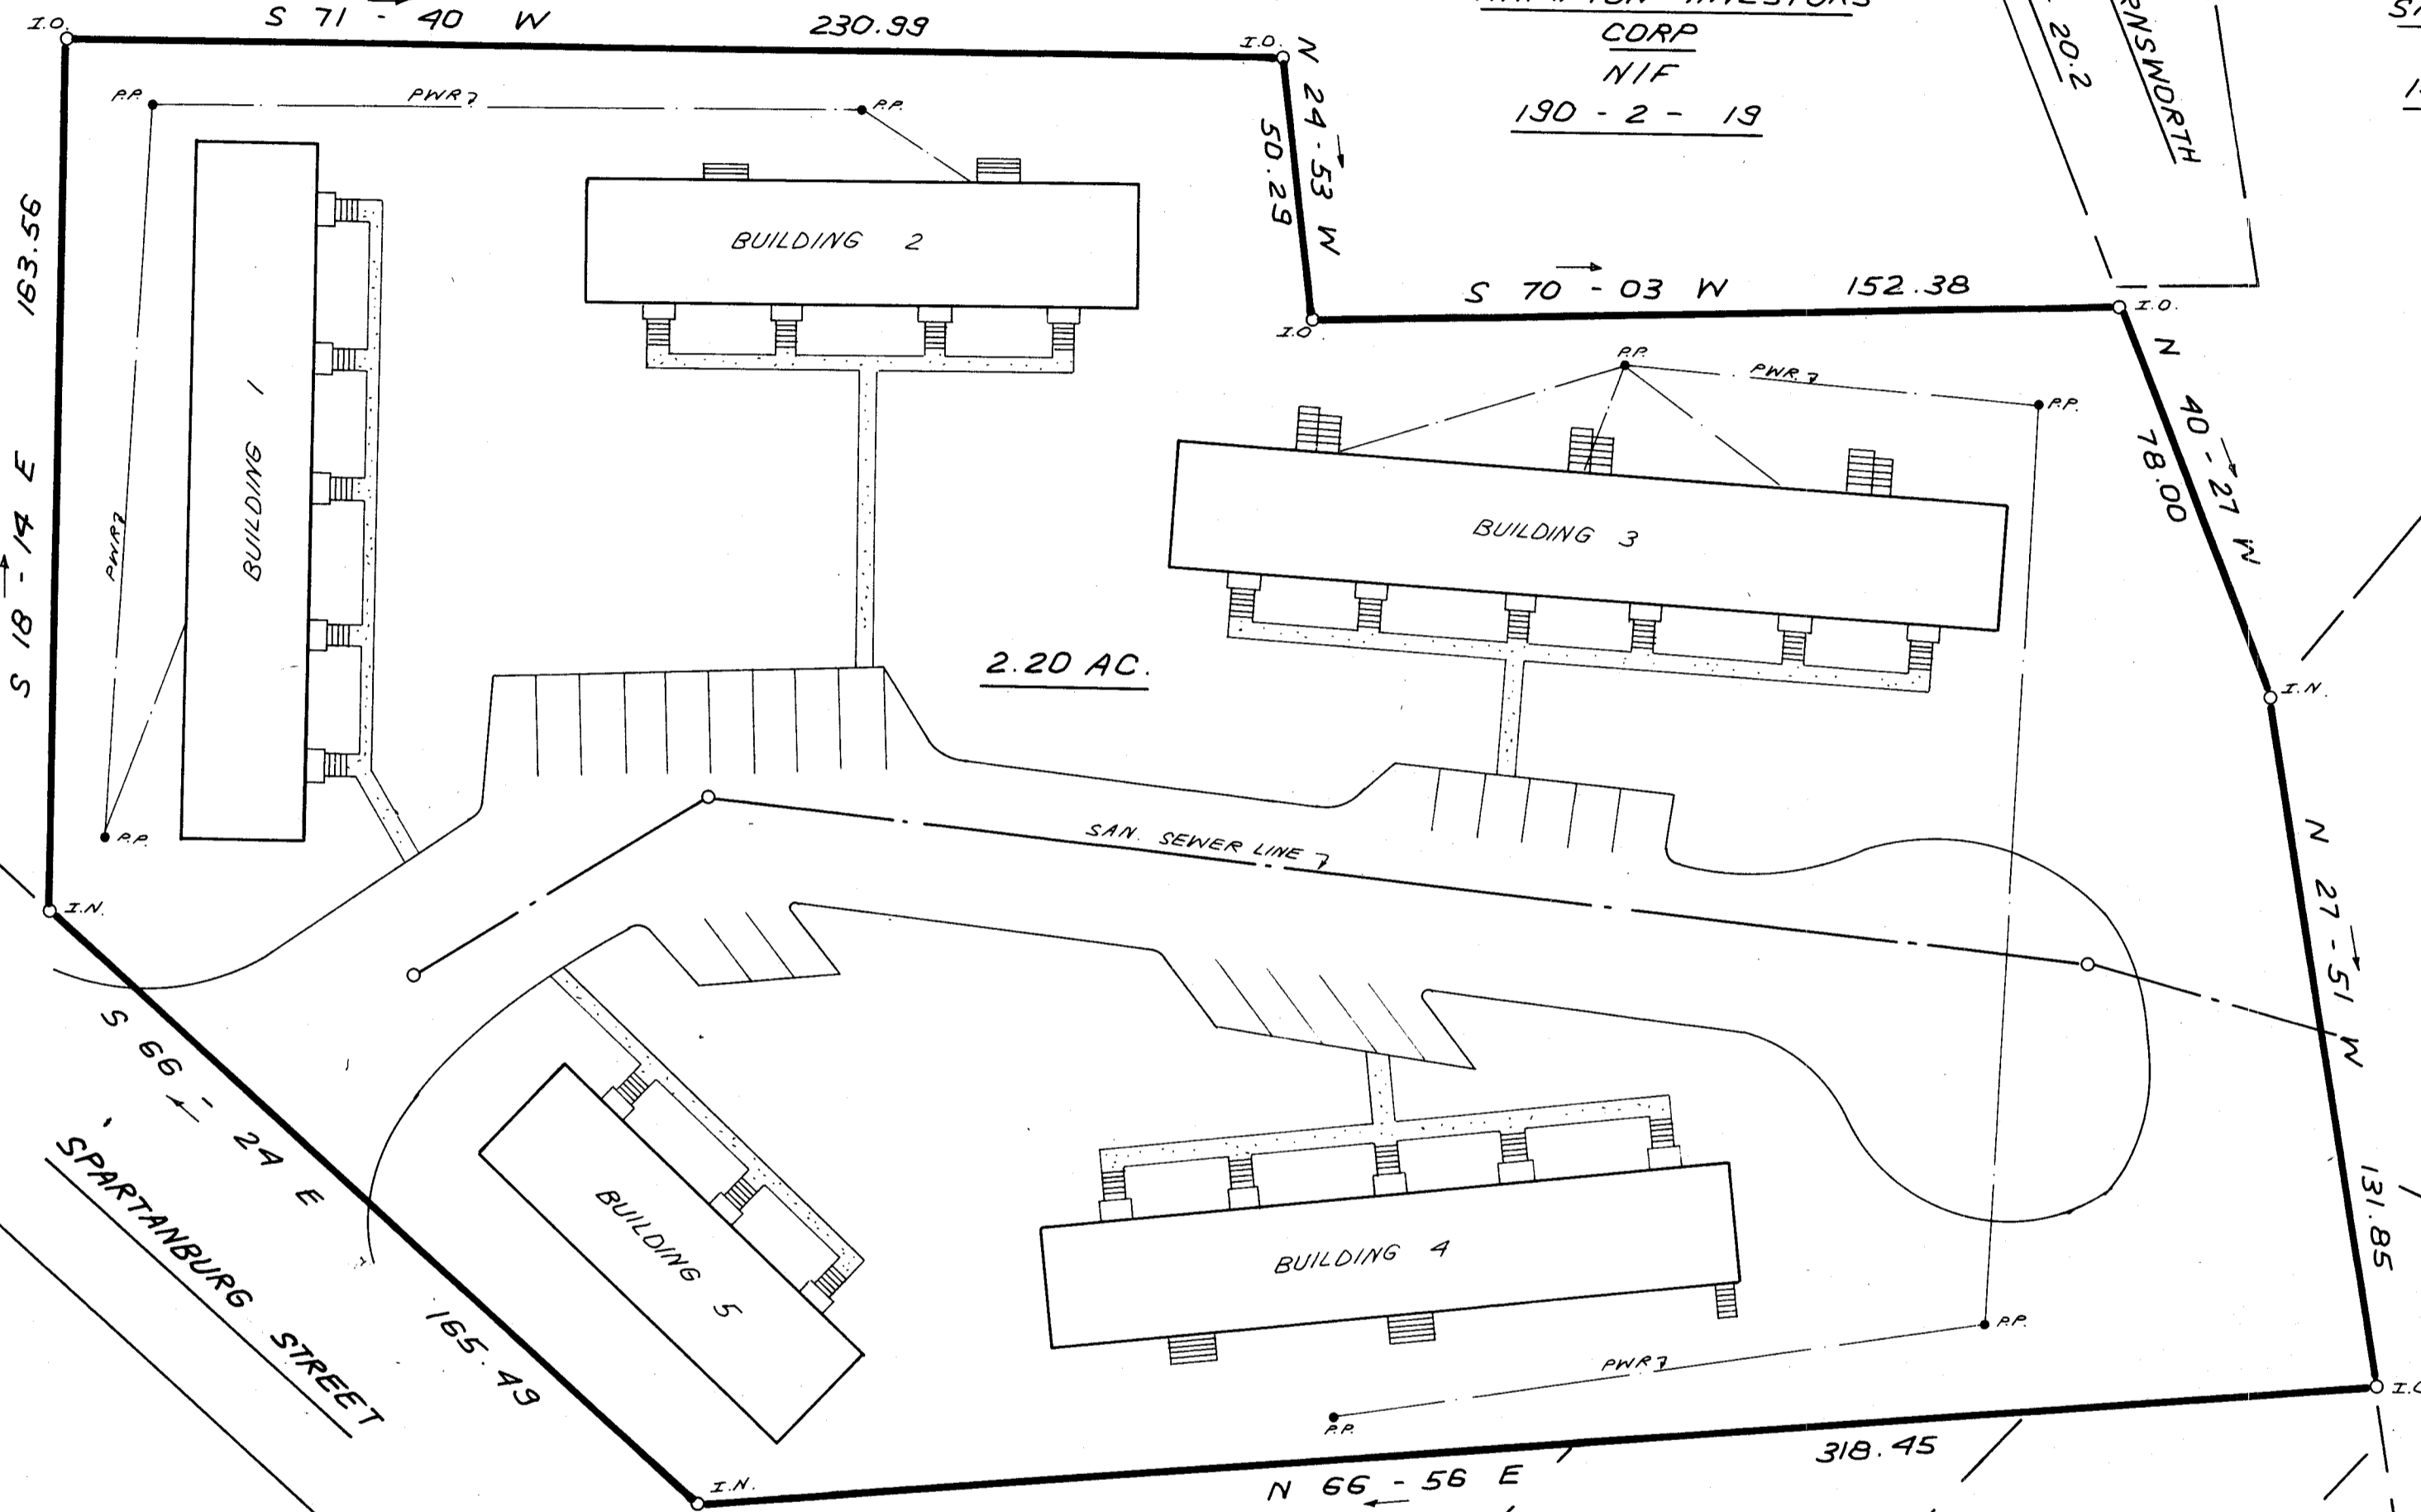 S 71 - 40 W 230.99
I.O.
I.O.
CORP
N/F
190 - 2 - 19
20.2
N 24 - 53 W
50.29
S 70 - 03 W 152.38
I.O.
I.O.
N 40 - 27 W
78.00
I.N.
N 27 - 51 W 131.85
318.45
N 66 - 56 E
I.N.
S 66 - 24 E 165.49
SPARTANBURG STREET
I.N.
S 18 - 14 E 163.56
P.P.
PWR
P.P.
PWR
P.P.
BUILDING 1
BUILDING 2
P.P.
PWR.
P.P.
BUILDING 3
2.20 AC.
SAN. SEWER LINE
BUILDING 4
BUILDING 5
P.P.
PWR
P.P.